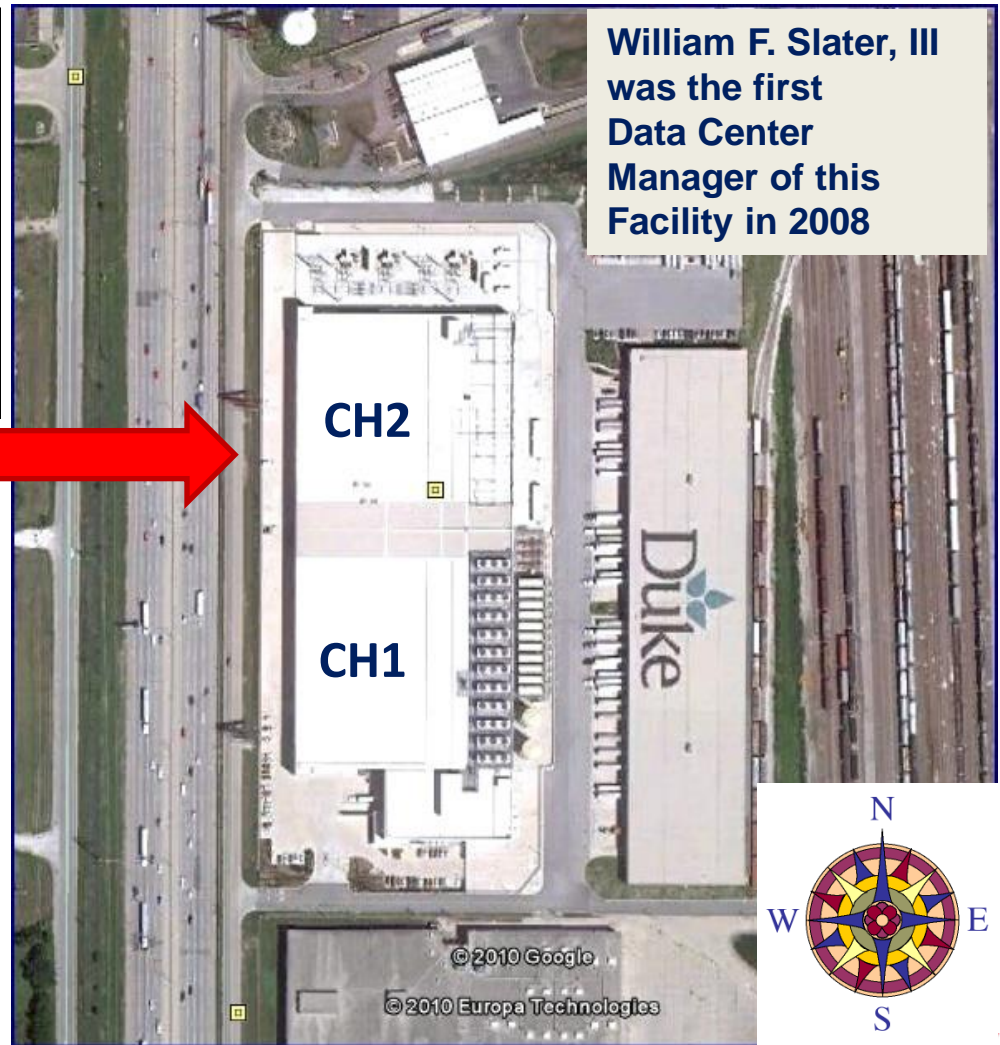 William F. Slater, III
was the first
Data Center
Manager of this
Facility in 2008
CH2
Duke
CH1
N
W
E
S
© 2010 Google
© 2010 Europa Technologies